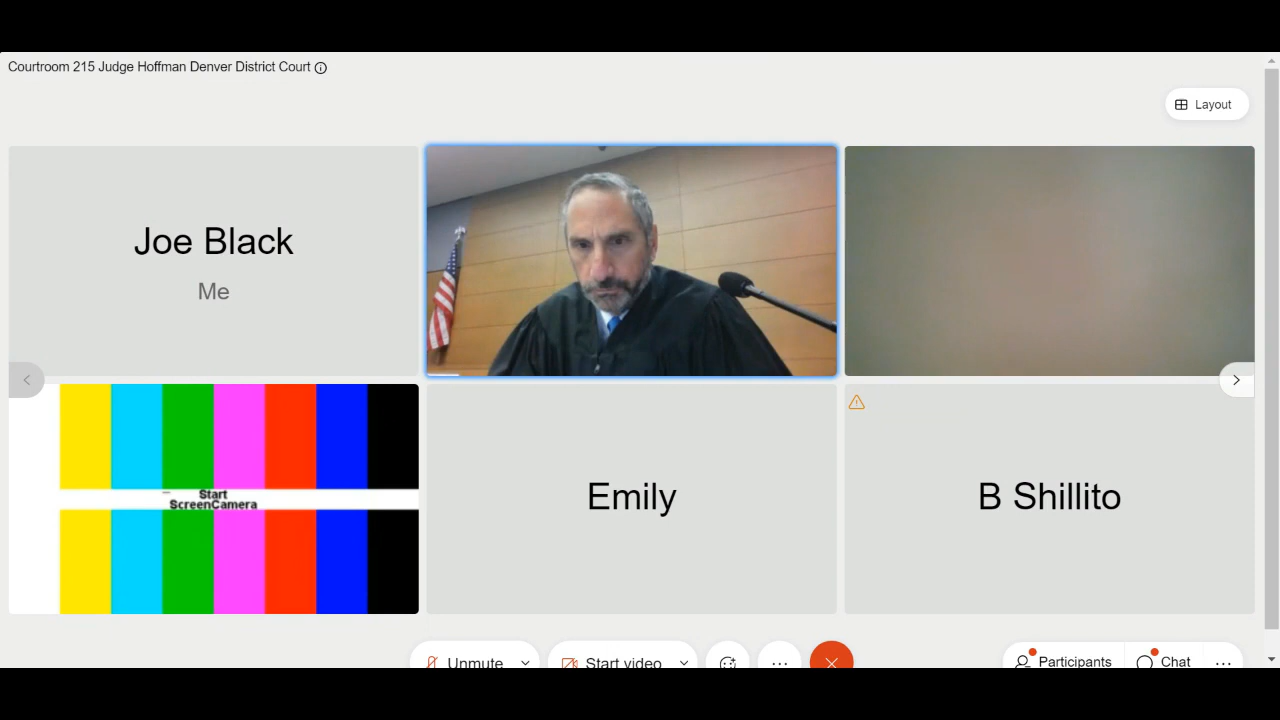 Courtroom 215 Judge Hoffman Denver District Court
Layout
Joe Black
Me
Start
ScreenCamera
Emily
B Shillito
Unmute
Start video
Participants
Chat